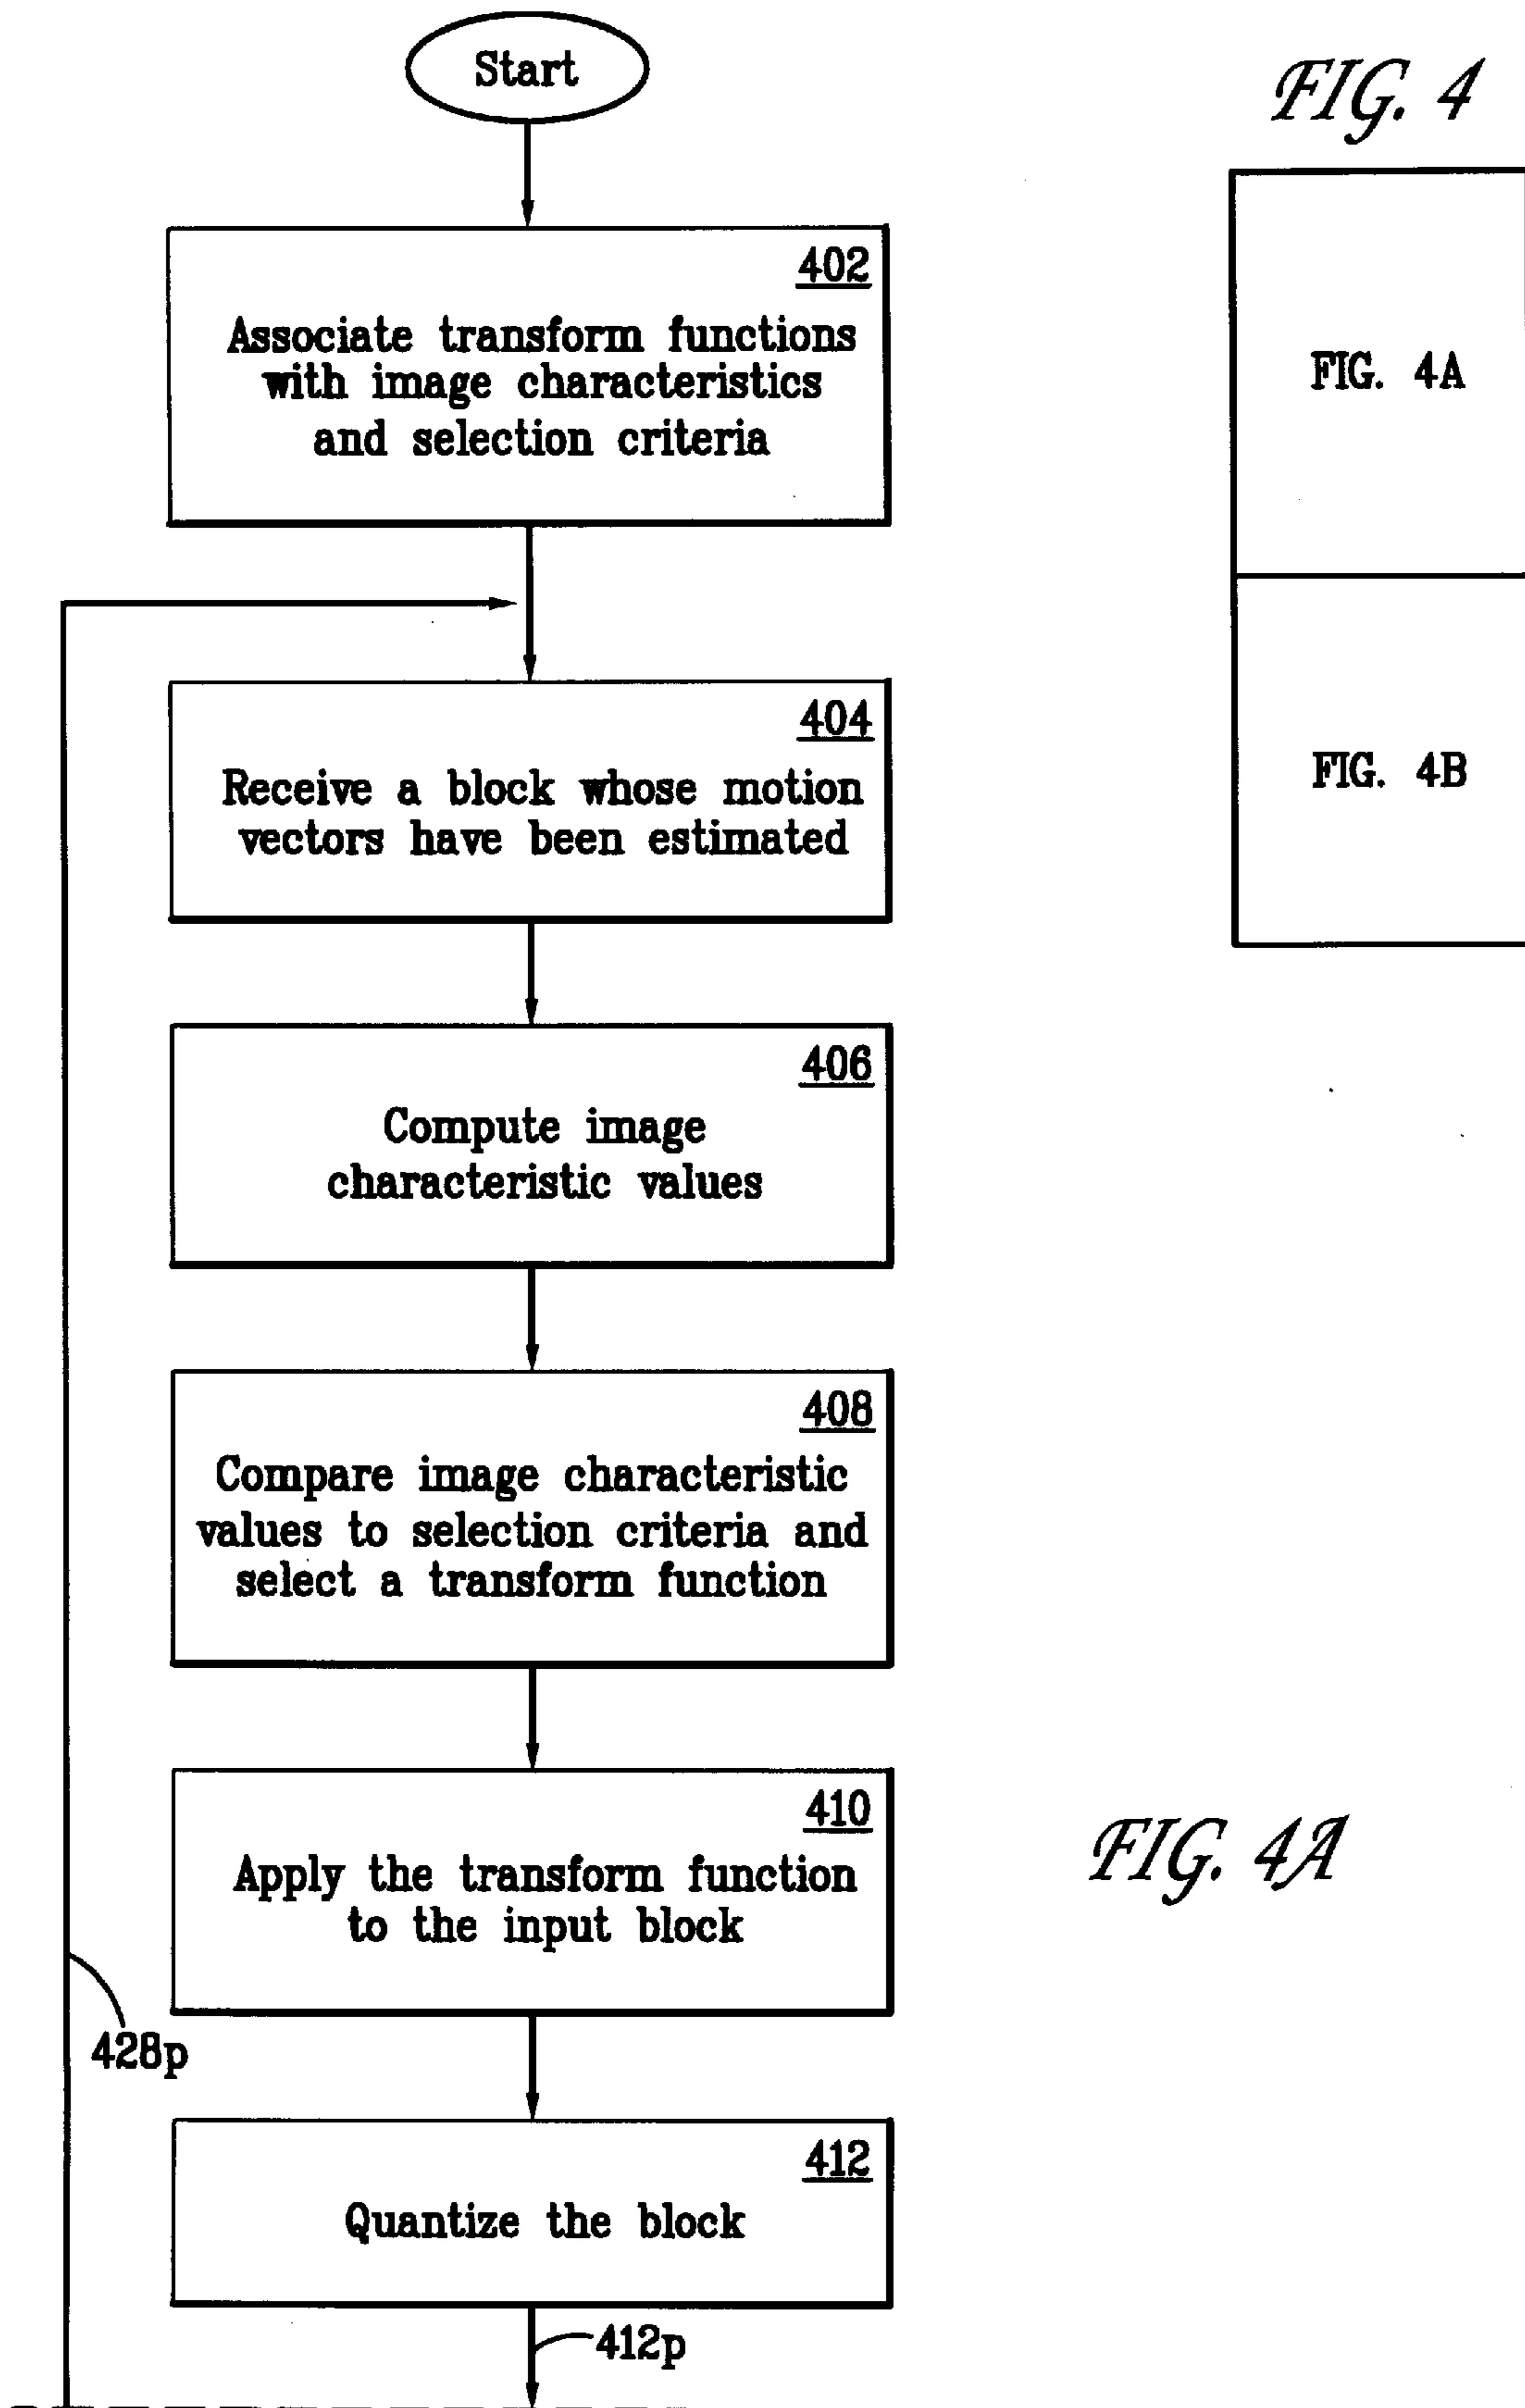 Start
FIG. 4
402
Associate transform functions
with image characteristics
and selection criteria
FIG. 4A
404
Receive a block whose motion
vectors have been estimated
FIG. 4B
406
Compute image
characteristic values
408
Compare image characteristic
values to selection criteria and
select a transform function
410
Apply the transform function
to the input block
FIG. 4A
428p
412
Quantize the block
412p